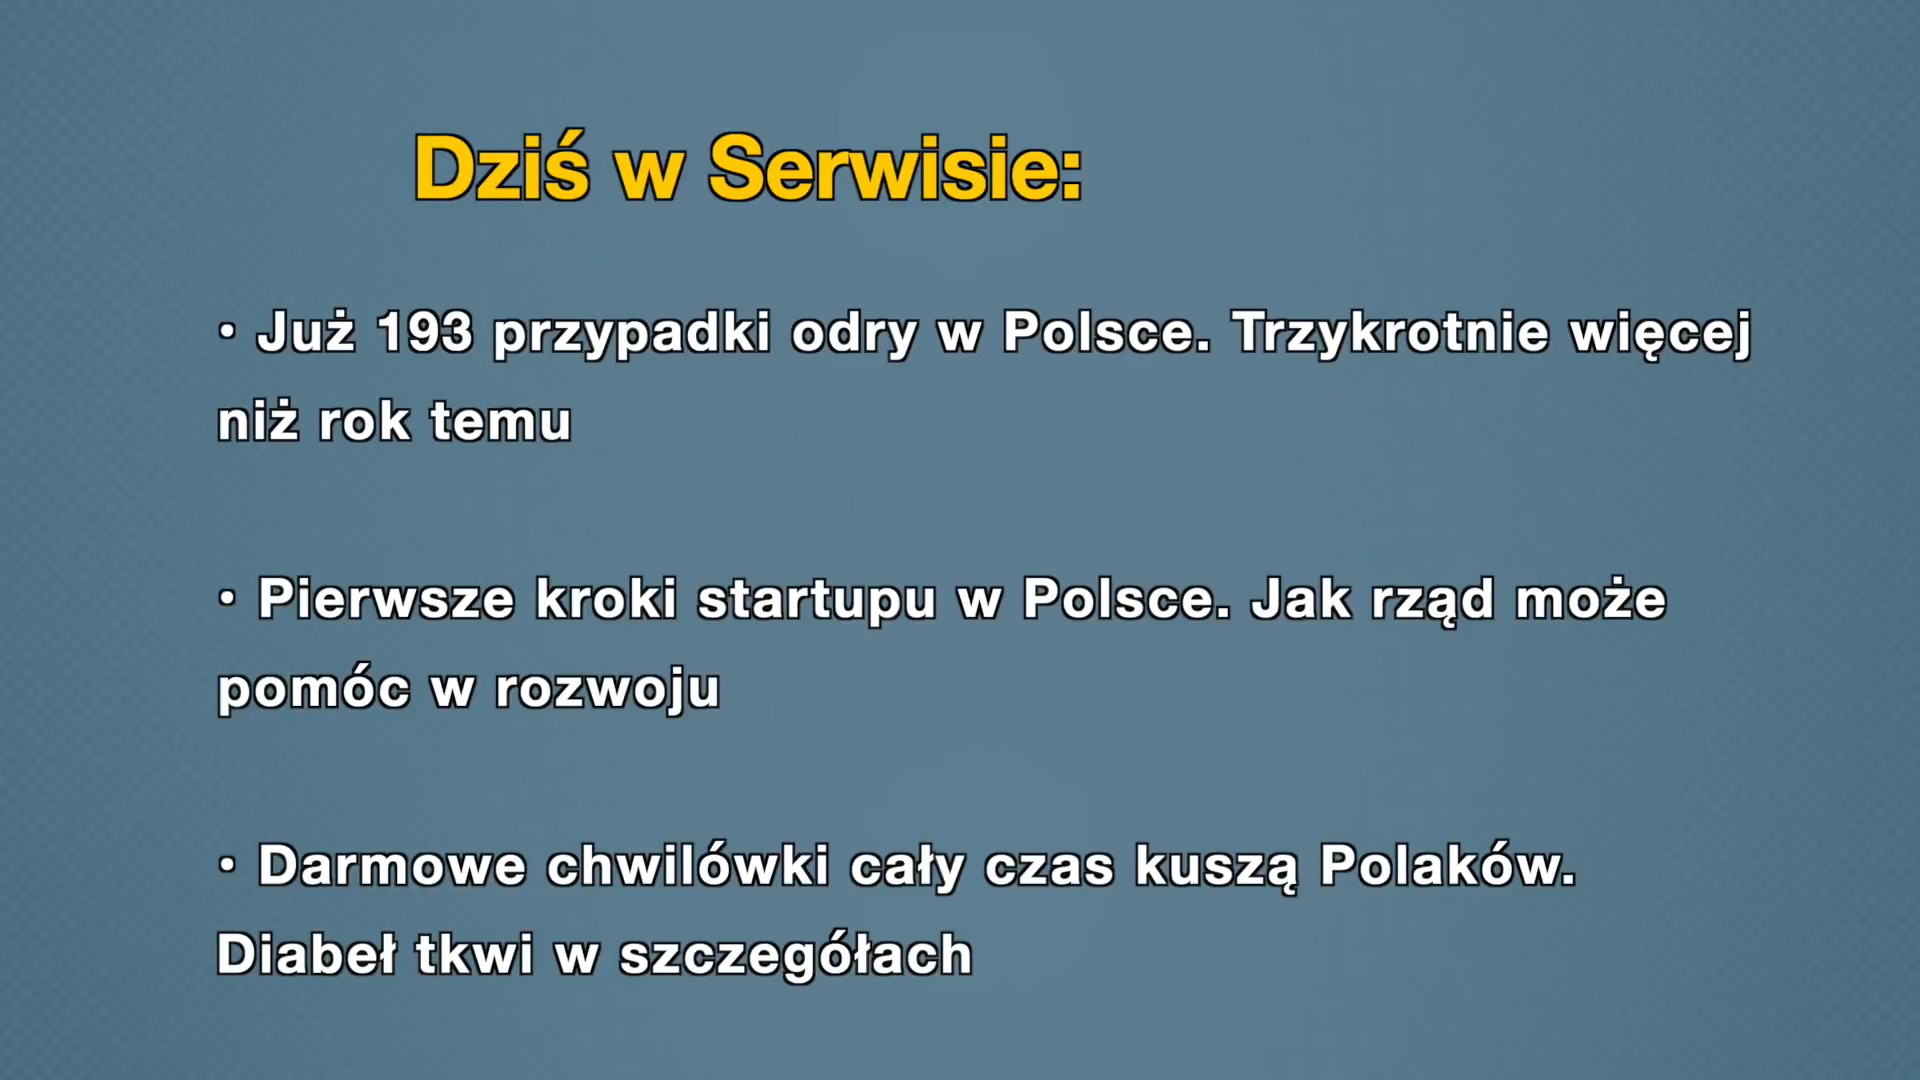 Dziś w Serwisie:
• Już 193 przypadki odry w Polsce. Trzykrotnie więcej
niż rok temu
• Pierwsze kroki startupu w Polsce. Jak rząd może
pomóc w rozwoju
• Darmowe chwilówki cały czas kuszą Polaków.
Diabeł tkwi w szczegółach